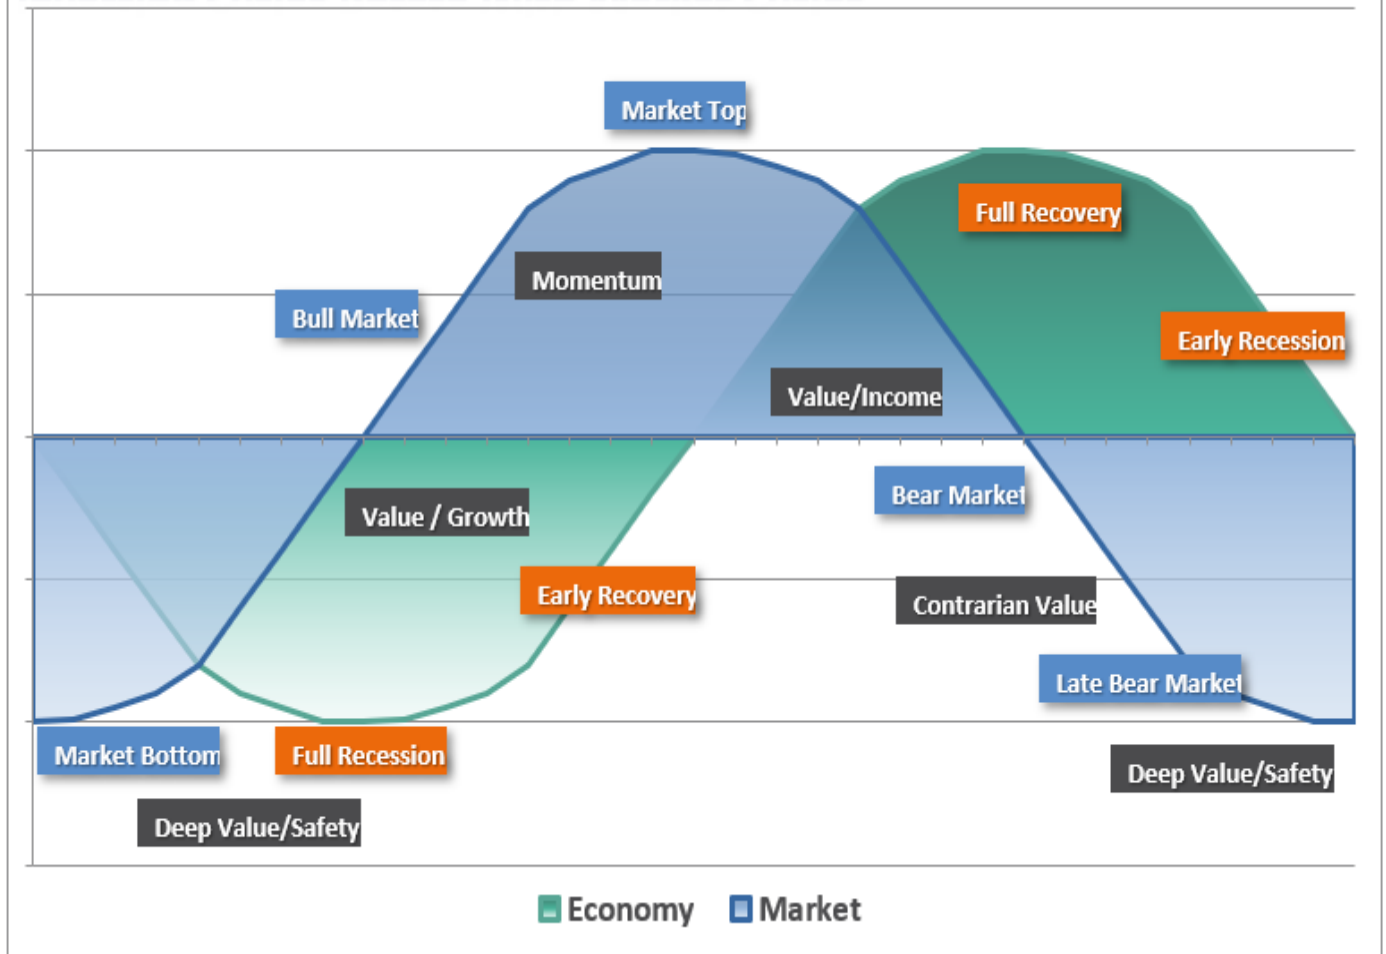 Market Top
Full Recovery
Momentum
Bull Market
Early Recession
Value/Income
Bear Market
Value / Growth
Early Recovery
Contrarian Value
Late Bear Market
Market Bottom
Full Recession
Deep Value/Safety
Deep Value/Safety
Economy
Market